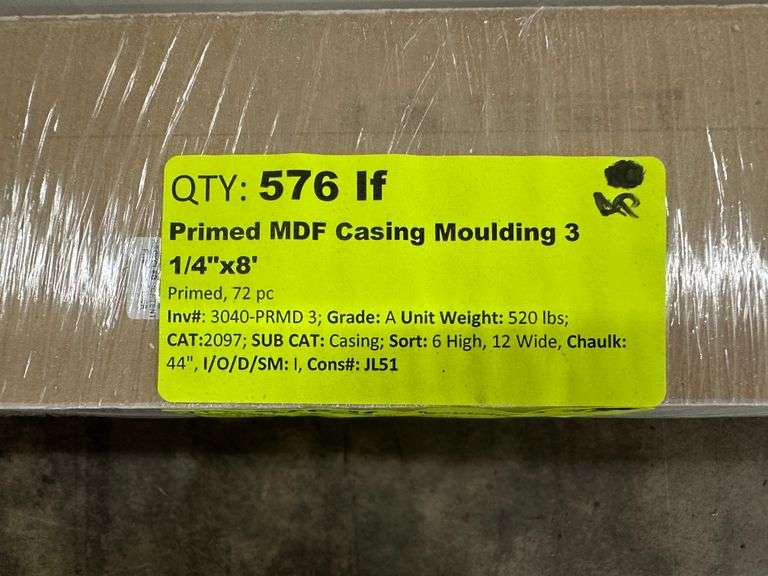 QTY: 576 lf
Primed MDF Casing Moulding 3
1/4"x8'
Primed, 72 pc
Inv#: 3040-PRMD 3; Grade: A Unit Weight: 520 lbs;
CAT:2097; SUB CAT: Casing; Sort: 6 High, 12 Wide, Chaulk:
44", I/O/D/SM: I, Cons#: JL51